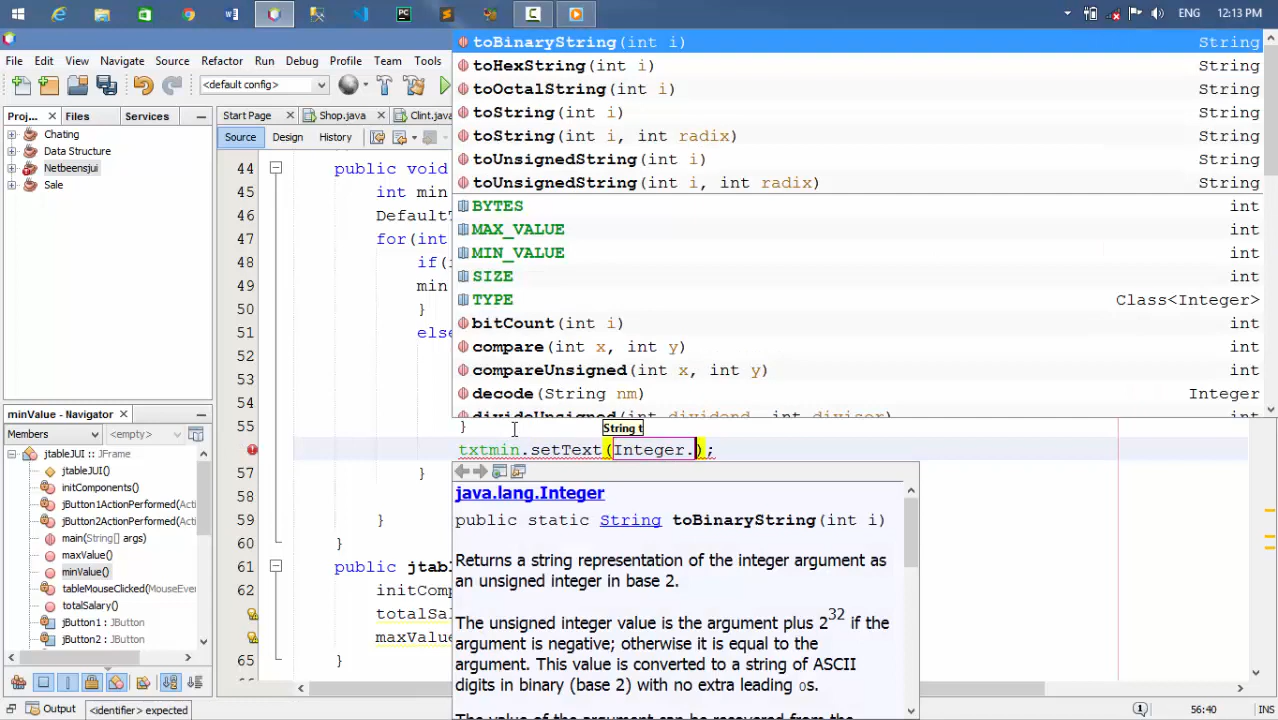 ENG 12:13 PM
File Edit View Navigate Source Refactor Run Debug Profile Team Tools
<default config>
Proj... Files Services
Chating
Data Structure
Netbeensjui
Sale
Start Page Shop.java Clint.java
Source Design History
44 public void
45 int min
46 DefaultT
47 for(int
48 if(
49 min
50 }
51 else
52
53
54
55 }
String t
txtmin.setText(Integer.);
57 }
58
59 }
60 }
61 public jtab
62 initComp
totalSal
maxValue
65 }
toBinaryString(int i) String
toHexString(int i) String
toOctalString(int i) String
toString(int i) String
toString(int i, int radix) String
toUnsignedString(int i) String
toUnsignedString(int i, int radix) String
BYTES int
MAX_VALUE int
MIN_VALUE int
SIZE int
TYPE Class<Integer>
bitCount(int i) int
compare(int x, int y) int
compareUnsigned(int x, int y) int
decode(String nm) Integer
divideUnsigned(int dividend, int divisor) int
java.lang.Integer
public static String toBinaryString(int i)
Returns a string representation of the integer argument as
an unsigned integer in base 2.
The unsigned integer value is the argument plus 2³² if the
argument is negative; otherwise it is equal to the
argument. This value is converted to a string of ASCII
digits in binary (base 2) with no extra leading 0s.
The value of the argument can be recovered from the
minValue - Navigator
Members <empty>
jtableJUI :: JFrame
jtableJUI()
initComponents()
jButton1ActionPerformed(Acti
jButton2ActionPerformed(Acti
main(String[] args)
maxValue()
minValue()
tableMouseClicked(MouseEven
totalSalary()
jButton1 : JButton
jButton2 : JButton
Output <identifier> expected 56:40 INS